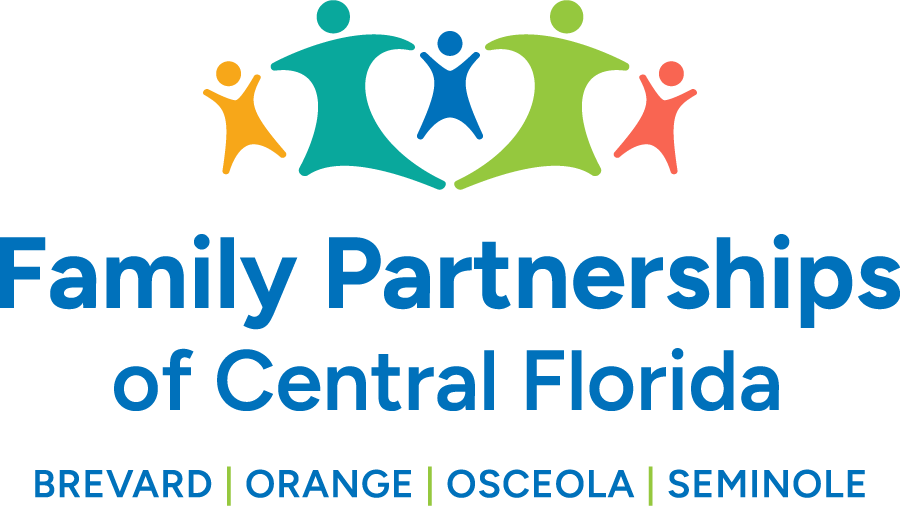 Family Partnerships
of Central Florida
BREVARD | ORANGE | OSCEOLA | SEMINOLE